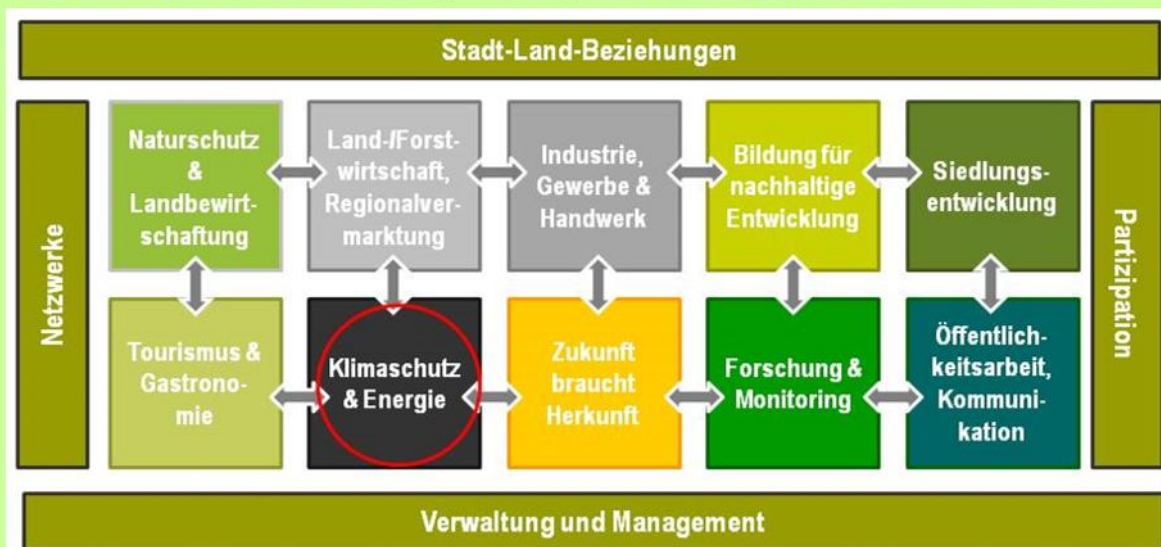 Stadt-Land-Beziehungen
Netzwerke
Naturschutz
&
Landbewirt-
schaftung
Land-/Forst-
wirtschaft,
Regionalver-
marktung
Industrie,
Gewerbe &
Handwerk
Bildung für
nachhaltige
Entwicklung
Siedlungs-
entwicklung
Partizipation
Tourismus &
Gastrono-
mie
Klimaschutz
& Energie
Zukunft
braucht
Herkunft
Forschung &
Monitoring
Öffentlich-
keitsarbeit,
Kommuni-
kation
Verwaltung und Management